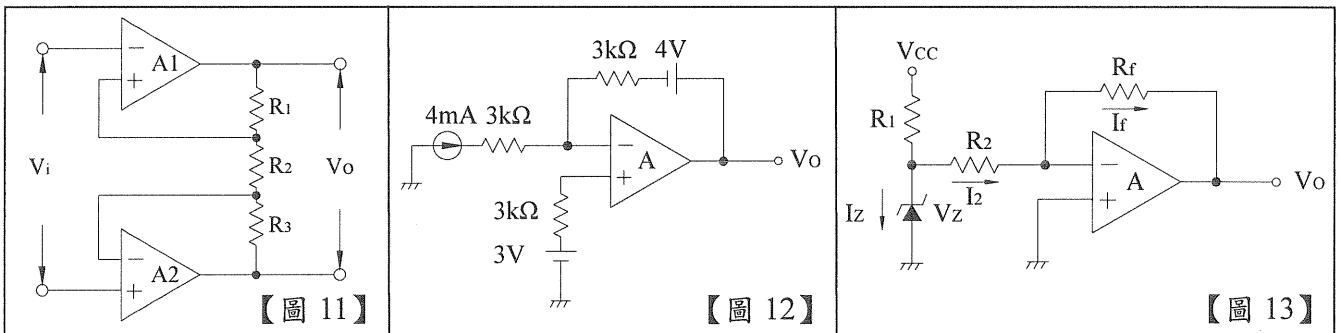 A1
R1
R2
R3
Vi
Vo
A2
【圖 11】
3kΩ
4V
4mA
3kΩ
A
Vo
3kΩ
3V
【圖 12】
Vcc
R1
Rf
If
R2
I2
A
Vo
Iz
Vz
【圖 13】